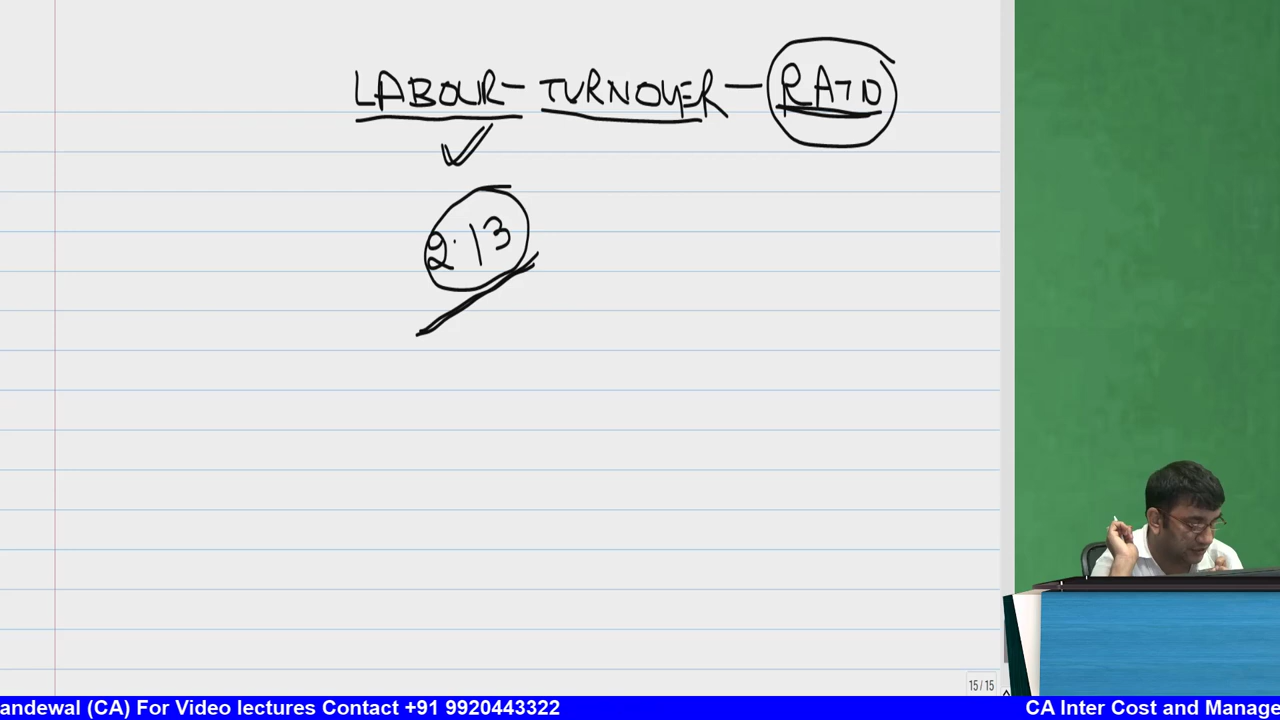 LABOUR - TURNOVER - RATIO
2.13
15/15
andewal (CA) For Video lectures Contact +91 9920443322
CA Inter Cost and Manage